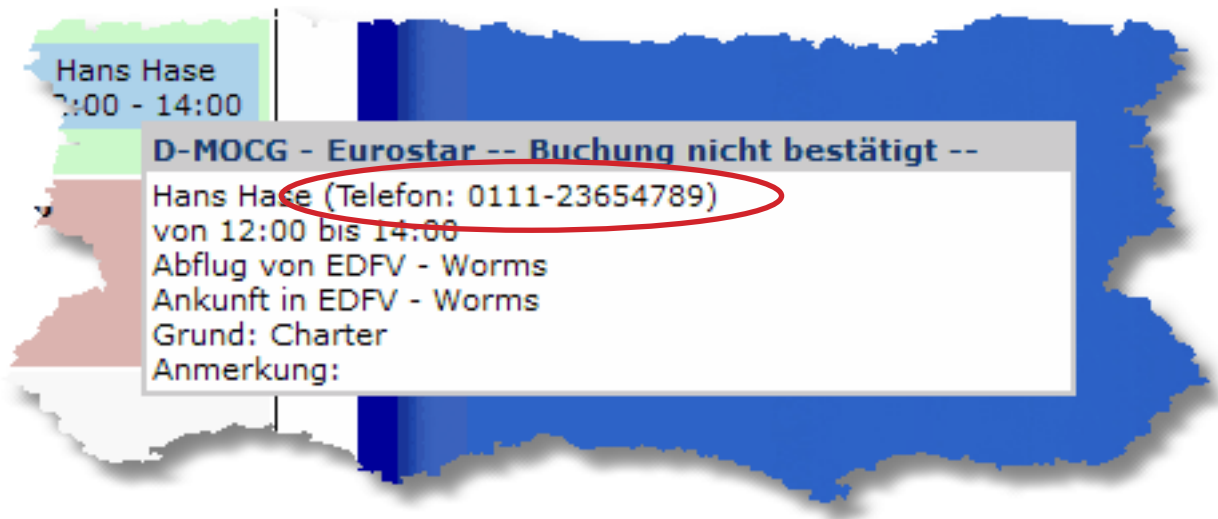 Hans Hase
:00 - 14:00
D-MOCG - Eurostar -- Buchung nicht bestätigt --
Hans Hase (Telefon: 0111-23654789)
von 12:00 bis 14:00
Abflug von EDFV - Worms
Ankunft in EDFV - Worms
Grund: Charter
Anmerkung: